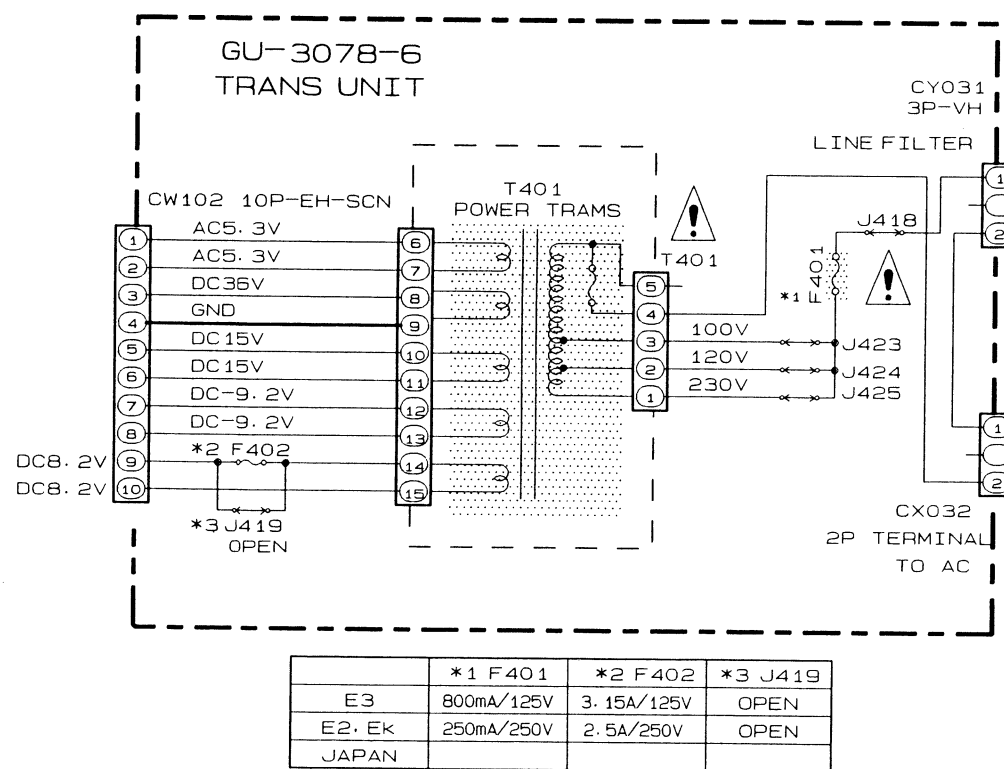 GU-3078-6
TRANS UNIT
CY031
3P-VH
LINE FILTER
CW102 10P-EH-SCN
T401
POWER TRAMS
T401
J418
F401
*1
1
2
3
4
5
6
7
8
9
10
AC5.3V
AC5.3V
DC36V
GND
DC15V
DC15V
DC-9.2V
DC-9.2V
*2 F402
DC8.2V
DC8.2V
*3 J419
OPEN
6
7
8
9
10
11
12
13
14
15
5
4
3
2
1
100V
120V
230V
J423
J424
J425
1
2
1
2
CX032
2P TERMINAL
TO AC
*1 F401 *2 F402 *3 J419
E3 800mA/125V 3.15A/125V OPEN
E2. Ek 250mA/250V 2.5A/250V OPEN
JAPAN